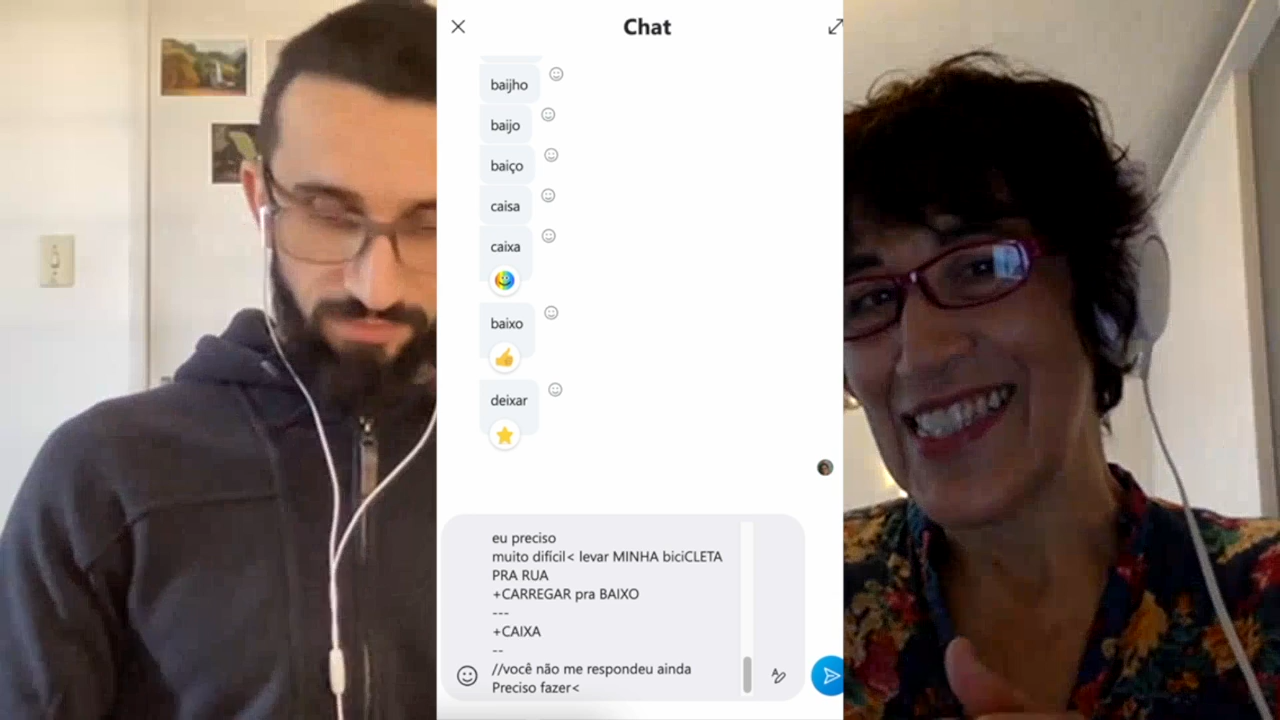 Chat
baijho
baijo
baiço
caisa
caixa
baixo
deixar
eu preciso
muito difícil< levar MINHA biciCLETA
PRA RUA
+CARREGAR pra BAIXO
---
+CAIXA
--
//você não me respondeu ainda
Preciso fazer<